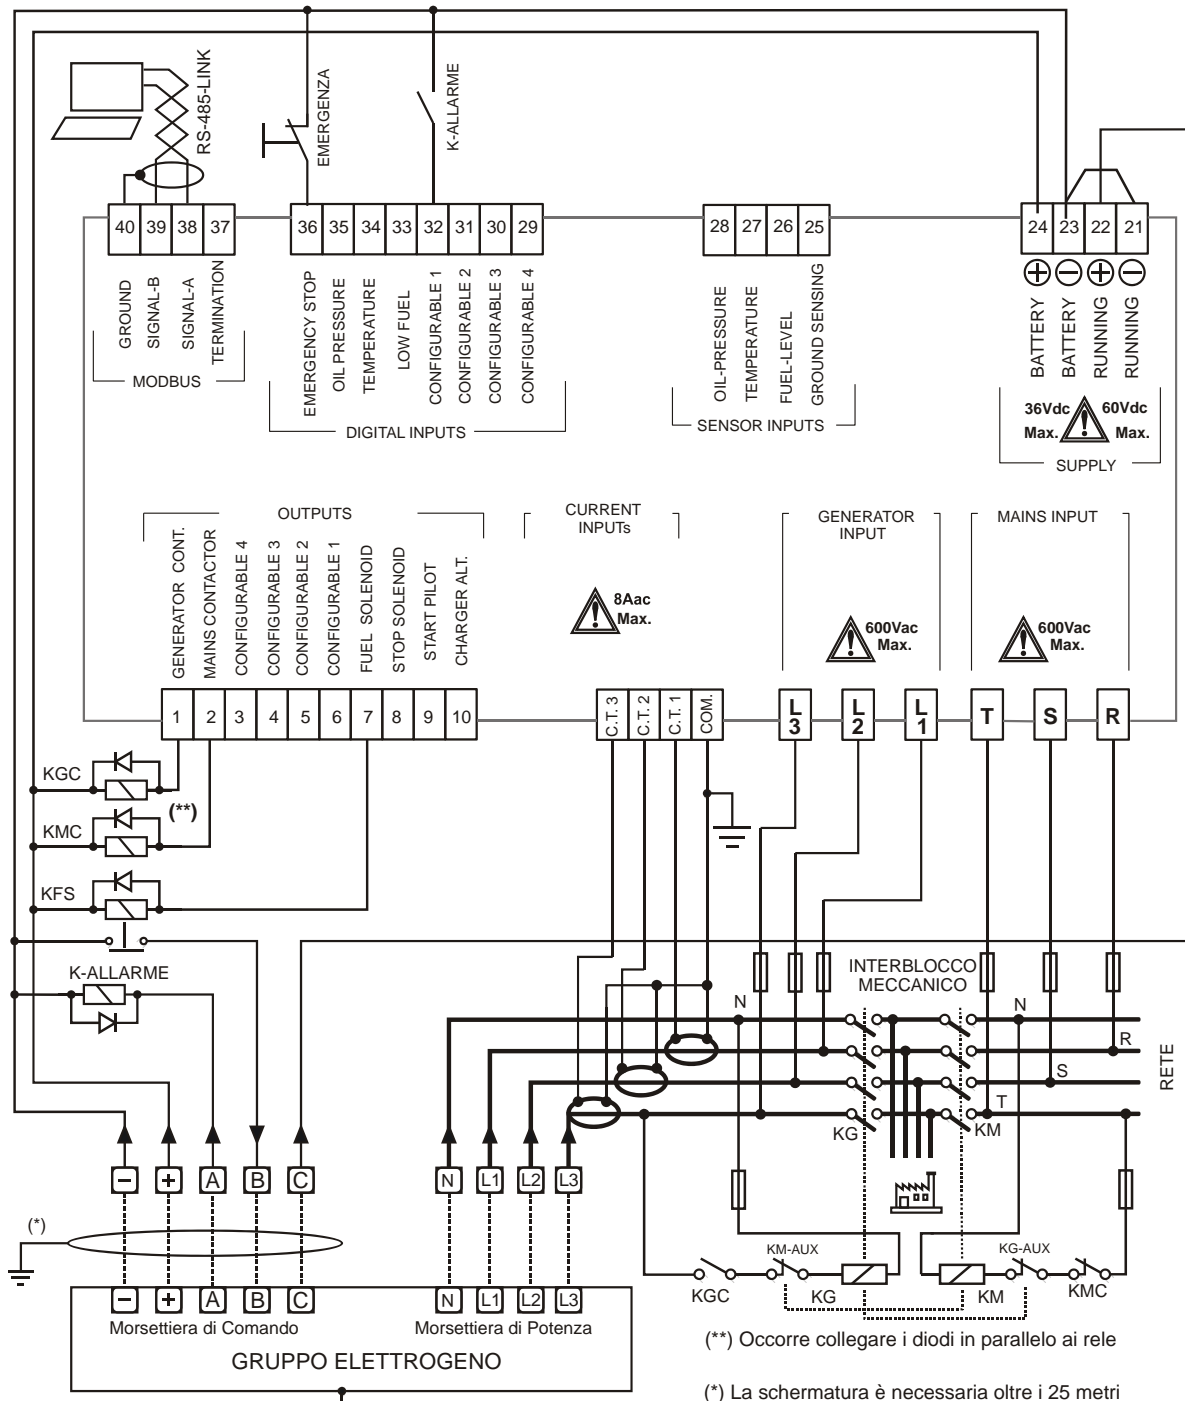 RS-485-LINK
EMERGENZA
K-ALLARME
40 39 38 37
36 35 34 33 32 31 30 29
28 27 26 25
24 23 22 21
GROUND
SIGNAL-B
SIGNAL-A
TERMINATION
MODBUS
EMERGENCY STOP
OIL PRESSURE
TEMPERATURE
LOW FUEL
CONFIGURABLE 1
CONFIGURABLE 2
CONFIGURABLE 3
CONFIGURABLE 4
DIGITAL INPUTS
OIL-PRESSURE
TEMPERATURE
FUEL-LEVEL
GROUND SENSING
SENSOR INPUTS
+ − + −
BATTERY
BATTERY
RUNNING
RUNNING
36Vdc
Max.
60Vdc
Max.
SUPPLY
OUTPUTS
GENERATOR CONT.
MAINS CONTACTOR
CONFIGURABLE 4
CONFIGURABLE 3
CONFIGURABLE 2
CONFIGURABLE 1
FUEL SOLENOID
STOP SOLENOID
START PILOT
CHARGER ALT.
CURRENT
INPUTs
8Aac
Max.
GENERATOR
INPUT
600Vac
Max.
MAINS INPUT
600Vac
Max.
1 2 3 4 5 6 7 8 9 10
C.T. 3
C.T. 2
C.T. 1
COM.
L3
L2
L1
T
S
R
KGC
(**)
KMC
KFS
K-ALLARME
INTERBLOCCO
MECCANICO
N
N
R
S
T
RETE
KG
KM
− + A B C
N L1 L2 L3
(*)
KM-AUX
KG-AUX
KGC
KG
KM
KMC
− + A B C
N L1 L2 L3
Morsettiera di Comando
Morsettiera di Potenza
GRUPPO ELETTROGENO
(**) Occorre collegare i diodi in parallelo ai rele
(*) La schermatura è necessaria oltre i 25 metri